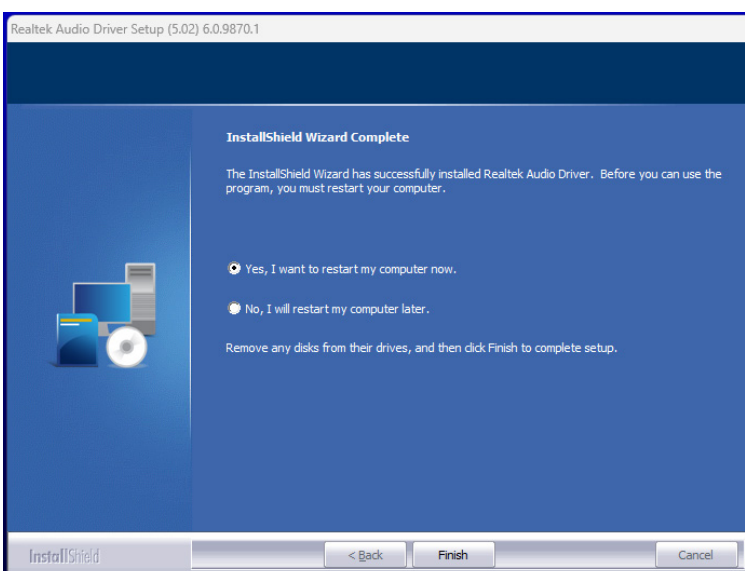 Realtek Audio Driver Setup (5.02) 6.0.9870.1
InstallShield Wizard Complete
The InstallShield Wizard has successfully installed Realtek Audio Driver. Before you can use the
program, you must restart your computer.
Yes, I want to restart my computer now.
No, I will restart my computer later.
Remove any disks from their drives, and then click Finish to complete setup.
InstallShield
< Back
Finish
Cancel